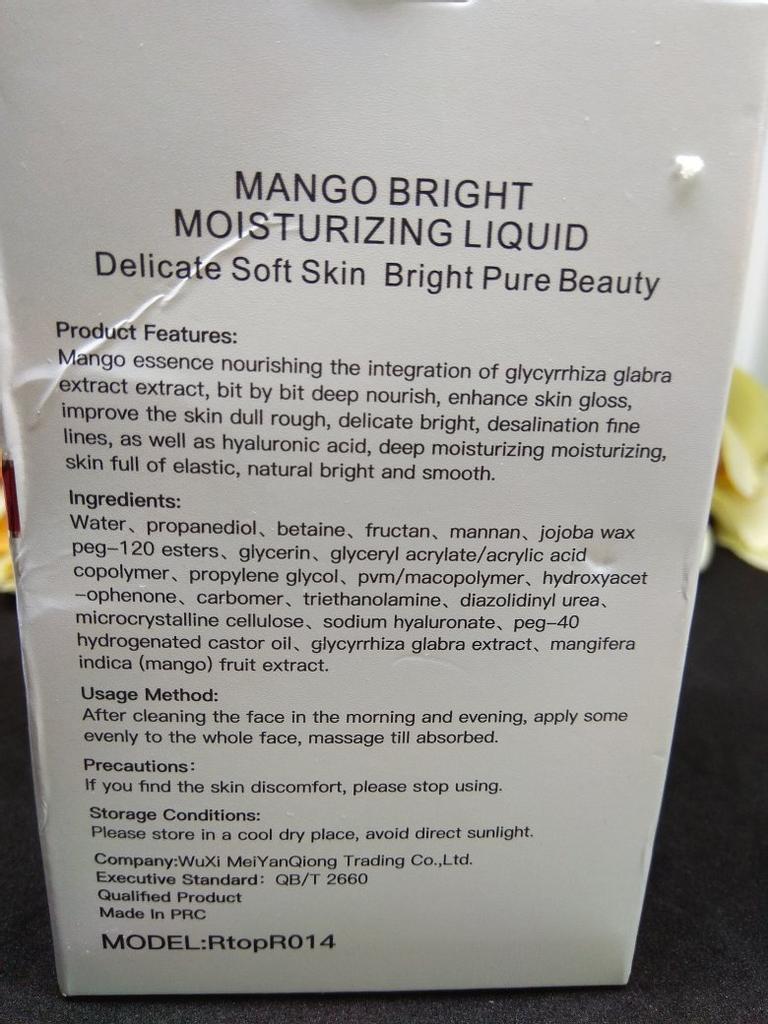 MANGO BRIGHT
MOISTURIZING LIQUID
Delicate Soft Skin Bright Pure Beauty
Product Features:
Mango essence nourishing the integration of glycyrrhiza glabra
extract extract, bit by bit deep nourish, enhance skin gloss,
improve the skin dull rough, delicate bright, desalination fine
lines, as well as hyaluronic acid, deep moisturizing moisturizing,
skin full of elastic, natural bright and smooth.
Ingredients:
Water、propanediol、betaine、fructan、mannan、jojoba wax
peg-120 esters、glycerin、glyceryl acrylate/acrylic acid
copolymer、propylene glycol、pvm/macopolymer、hydroxyacet
-ophenone、carbomer、triethanolamine、diazolidinyl urea、
microcrystalline cellulose、sodium hyaluronate、peg-40
hydrogenated castor oil、glycyrrhiza glabra extract、mangifera
indica (mango) fruit extract.
Usage Method:
After cleaning the face in the morning and evening, apply some
evenly to the whole face, massage till absorbed.
Precautions:
If you find the skin discomfort, please stop using.
Storage Conditions:
Please store in a cool dry place, avoid direct sunlight.
Company:WuXi MeiYanQiong Trading Co.,Ltd.
Executive Standard: QB/T 2660
Qualified Product
Made In PRC
MODEL:RtopR014